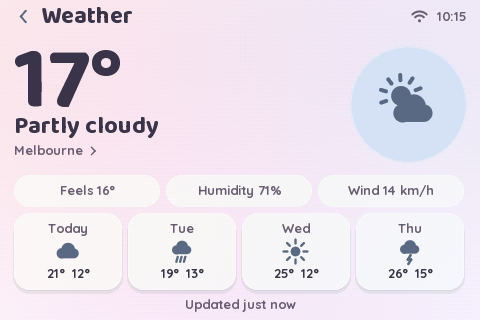 Weather
10:15
17°
Partly cloudy
Melbourne
Feels 16°
Humidity 71%
Wind 14 km/h
Today
Tue
Wed
Thu
21° 12°
19° 13°
25° 12°
26° 15°
Updated just now